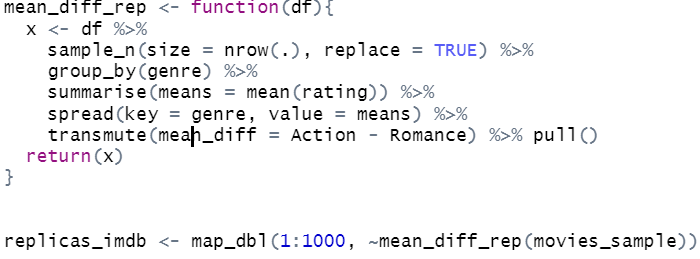 mean_diff_rep <- function(df){
  x <- df %>%
    sample_n(size = nrow(.), replace = TRUE) %>%
    group_by(genre) %>%
    summarise(means = mean(rating)) %>%
    spread(key = genre, value = means) %>%
    transmute(mean_diff = Action - Romance) %>% pull()
  return(x)
}
replicas_imdb <- map_dbl(1:1000, ~mean_diff_rep(movies_sample))